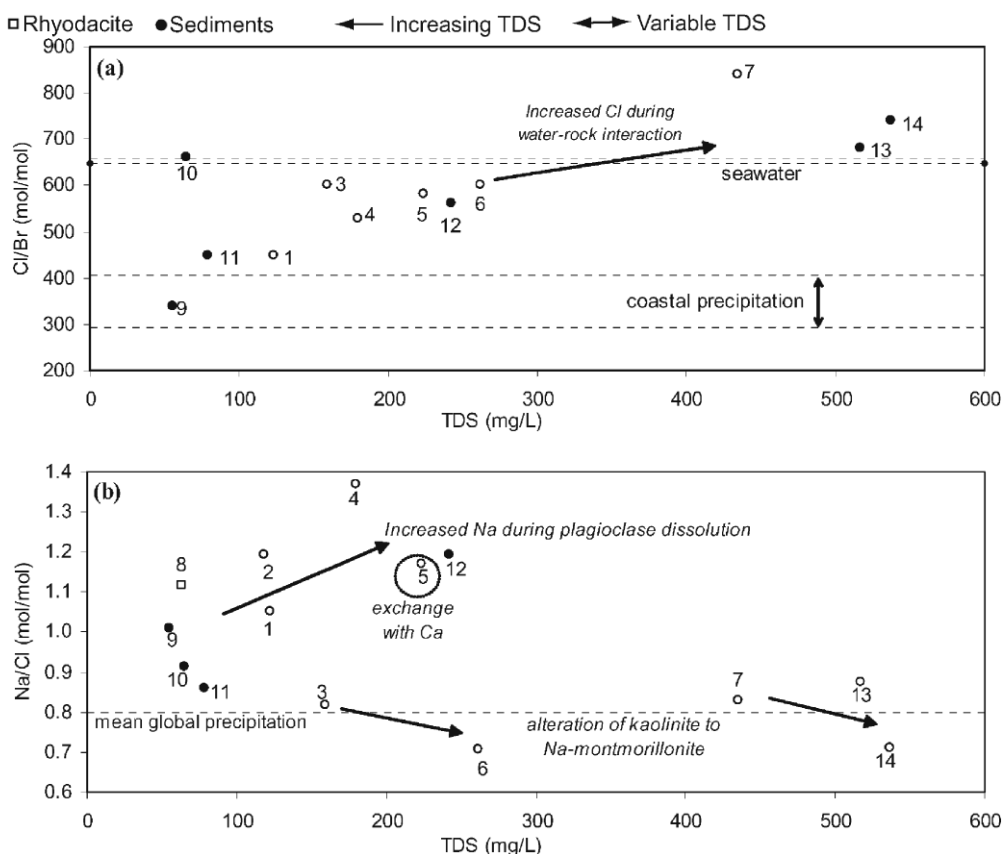 Rhyodacite Sediments Increasing TDS Variable TDS
(a)
900
800
700
600
500
400
300
200
Cl/Br (mol/mol)
7
14
13
Increased Cl during
water-rock interaction
seawater
10
3
4
5
12
6
11
1
9
coastal precipitation
0 100 200 300 400 500 600
TDS (mg/L)
(b)
1.4
1.3
1.2
1.1
1.0
0.9
0.8
0.7
0.6
Na/Cl (mol/mol)
4
Increased Na during plagioclase dissolution
8
2
5
12
1
exchange
with Ca
9
10
11
3
7
13
mean global precipitation
alteration of kaolinite to
Na-montmorillonite
6
14
0 100 200 300 400 500 600
TDS (mg/L)